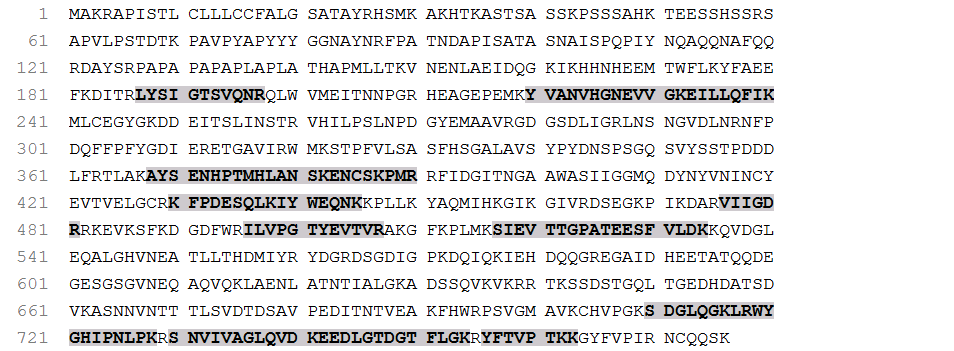 1 MAKRAPISTL CLLLCCFALG SATAYRHSMK AKHTKASTSA SSKPSSSAHK TEESSHSSRS
61 APVLPSTDTK PAVPYAPYYY GGNAYNRFPA TNDAPISATA SNAISPQPIY NQAQQNAFQQ
121 RDAYSRPAPA PAPAPLAPLA THAPMLLTKV NENLAEIDQG KIKHHNHEEM TWFLKYFAEE
181 FKDITRLYSI GTSVQNRQLW VMEITNNPGR HEAGEPEMKY VANVHGNEVV GKEILLQFIK
241 MLCEGYGKDD EITSLINSTR VHILPSLNPD GYEMAAVRGD GSDLIGRLNS NGVDLNRNFP
301 DQFFPFYGDI ERETGAVIRW MKSTPFVLSA SFHSGALAVS YPYDNSPSGQ SVYSSTPDDD
361 LFRTLAKAYS ENHPTMHLAN SKENCSKPMR RFIDGITNGA AWASIIGGMQ DYNYVNINCY
421 EVTVELGCRK FPDESQLKIY WEQNKKPLLK YAQMIHKGIK GIVRDSEGKP IKDARVIIGD
481 RRKEVKSFKD GDFWRILVPG TYEVTVRAKG FKPLMKSIEV TTGPATEESF VLDKKQVDGL
541 EQALGHVNEA TLLTHDMIYR YDGRDSGDIG PKDQIQKIEH DQQGREGAID HEETATQQDE
601 GESGSGVNEQ AQVQKLAENL ATNTIALGKA DSSQVKVKRR TKSSDSTGQL TGEDHDATSD
661 VKASNNVNTT TLSVDTDSAV PEDITNTVEA KFHWRPSVGM AVKCHVPGKS DGLQGKLRWY
721 GHIPNLPKRS NVIVAGLQVD KEEDLGTDGT FLGKRYFTVP TKKGYFVPIR NCQQSK